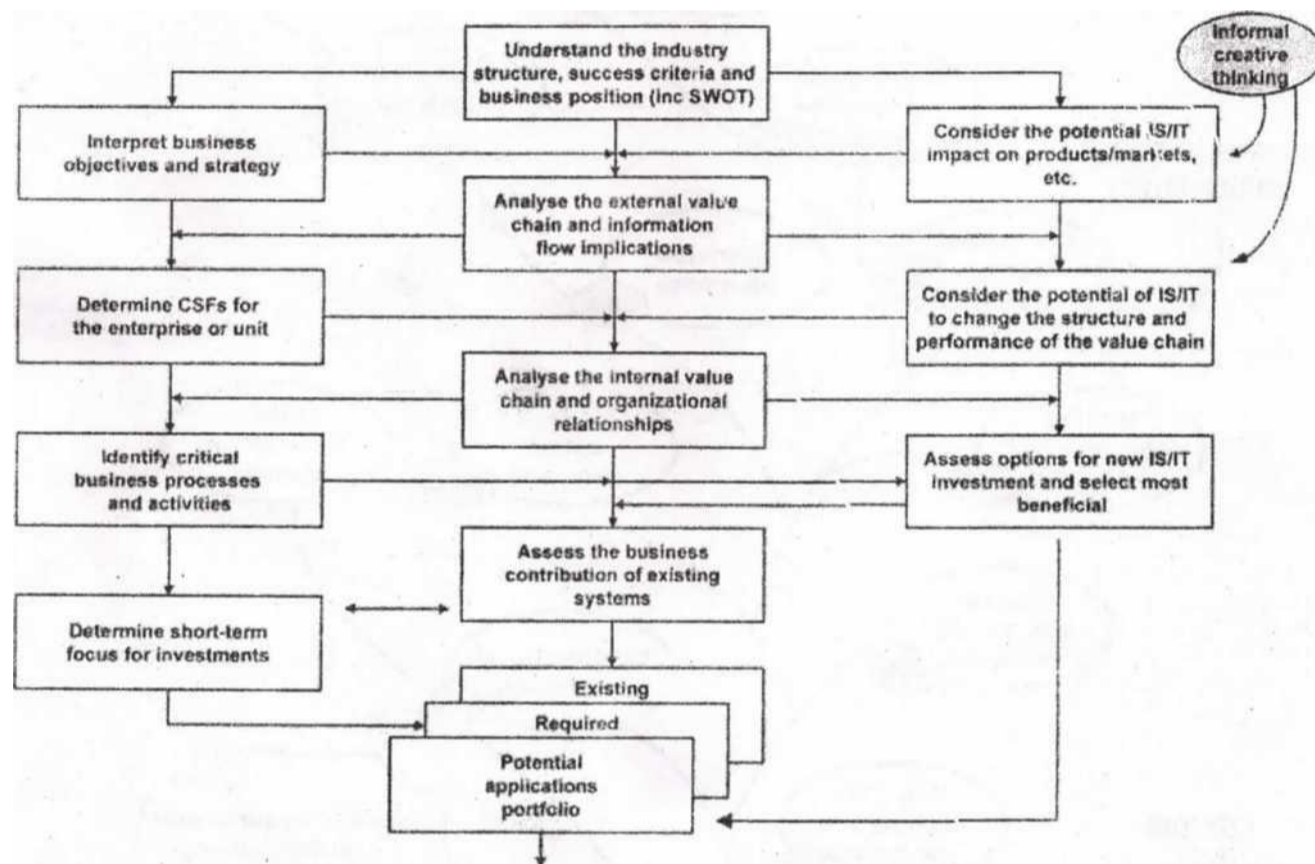 Understand the industry
structure, success criteria and
business position (inc SWOT)
Informal
creative
thinking
Interpret business
objectives and strategy
Consider the potential IS/IT
impact on products/markets,
etc.
Analyse the external value
chain and information
flow implications
Determine CSFs for
the enterprise or unit
Consider the potential of IS/IT
to change the structure and
performance of the value chain
Analyse the internal value
chain and organizational
relationships
Identify critical
business processes
and activities
Assess options for new IS/IT
investment and select most
beneficial
Assess the business
contribution of existing
systems
Determine short-term
focus for investments
Existing
Required
Potential
applications
portfolio